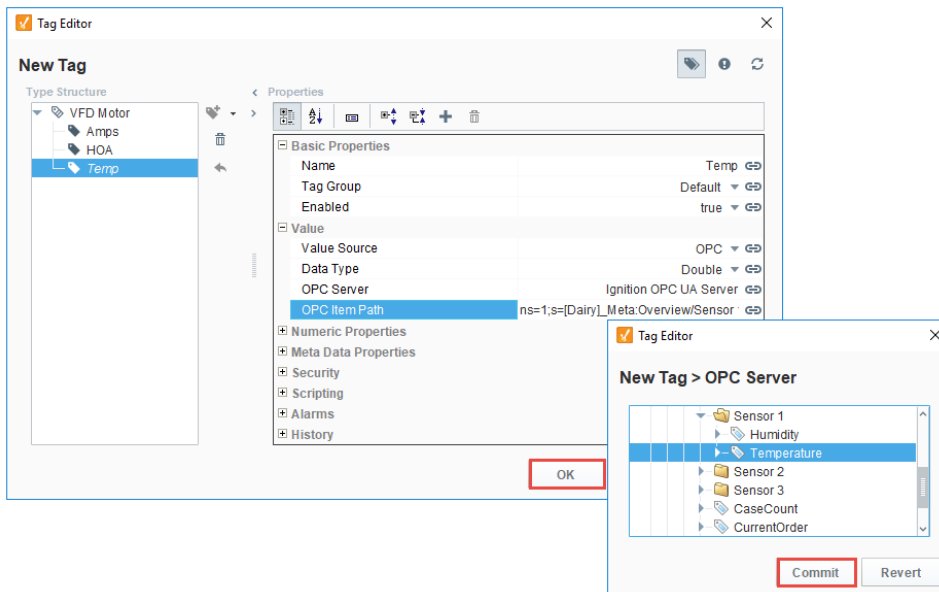 Tag Editor
New Tag
Type Structure
Properties
VFD Motor
Amps
HOA
Temp
Basic Properties
Name Temp
Tag Group Default
Enabled true
Value
Value Source OPC
Data Type Double
OPC Server Ignition OPC UA Server
OPC Item Path ns=1;s=[Dairy]_Meta:Overview/Sensor
Numeric Properties
Meta Data Properties
Security
Scripting
Alarms
History
OK
Tag Editor
New Tag > OPC Server
Sensor 1
Humidity
Temperature
Sensor 2
Sensor 3
CaseCount
CurrentOrder
Commit Revert